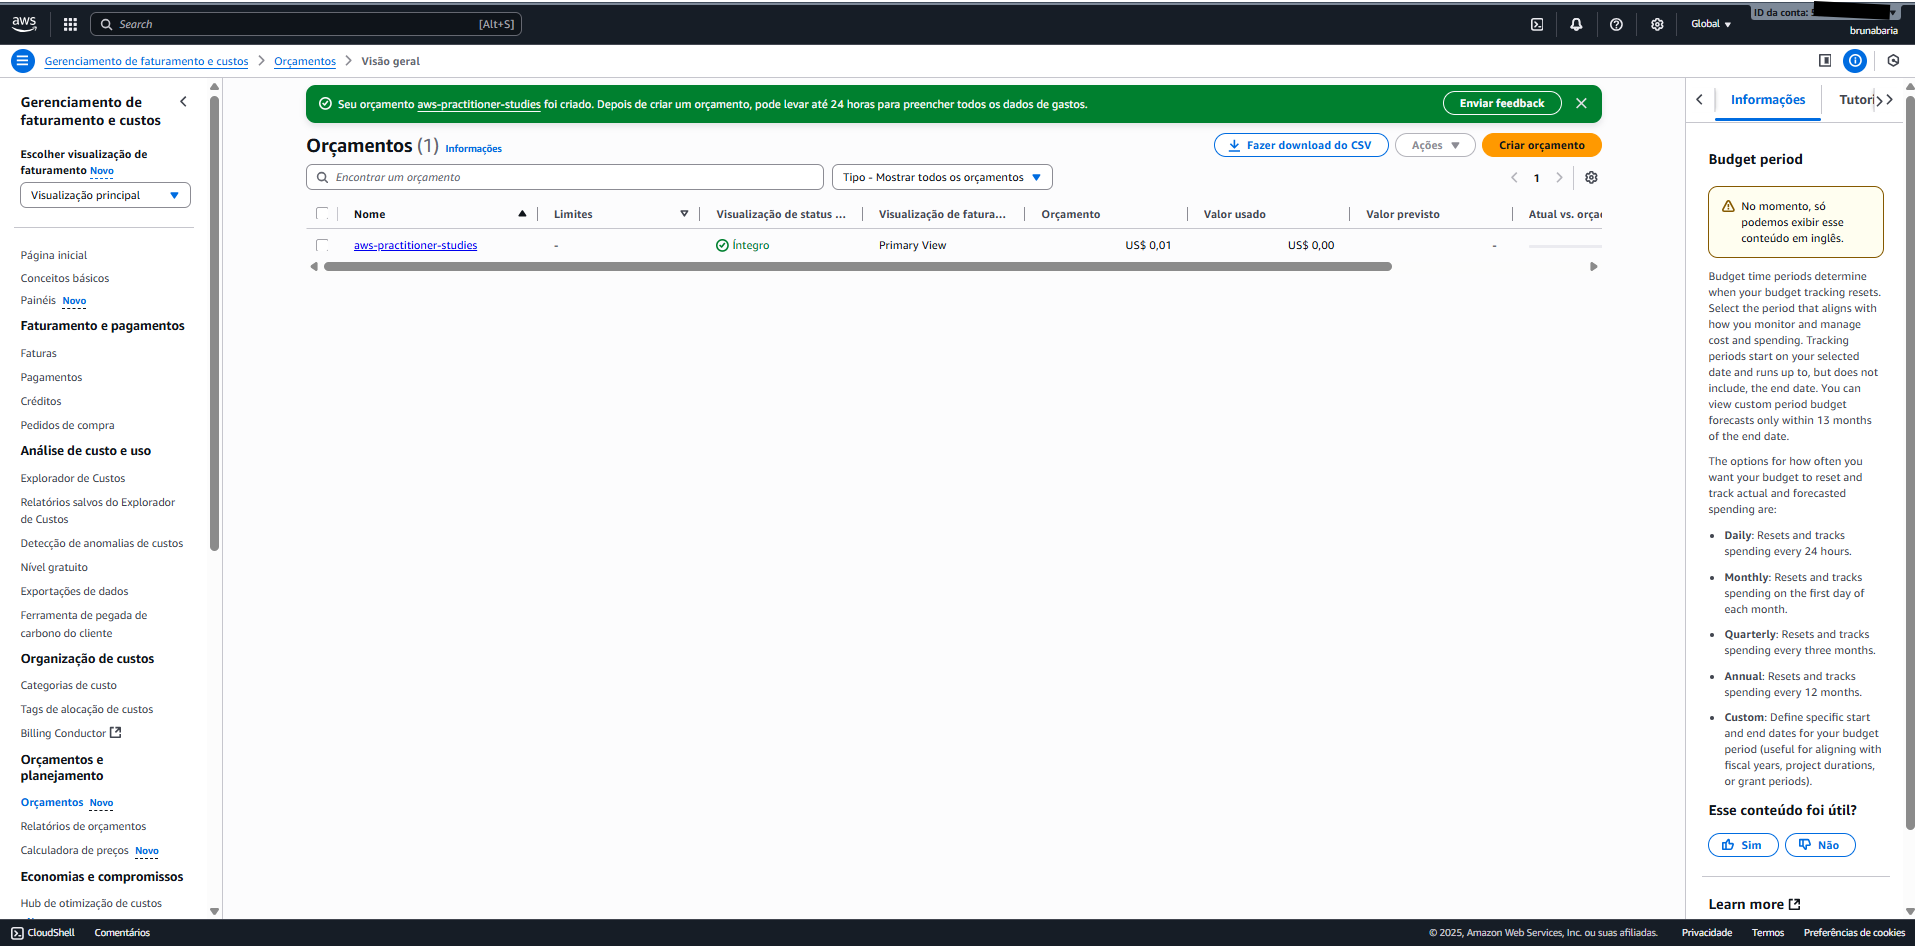 aws
Search
[Alt+S]
Global
ID da conta: 5
brunabaria
Gerenciamento de faturamento e custos
Orçamentos
Visão geral
Gerenciamento de
faturamento e custos
Escolher visualização de
faturamento Novo
Visualização principal
Página inicial
Conceitos básicos
Painéis Novo
Faturamento e pagamentos
Faturas
Pagamentos
Créditos
Pedidos de compra
Análise de custo e uso
Explorador de Custos
Relatórios salvos do Explorador
de Custos
Detecção de anomalias de custos
Nível gratuito
Exportações de dados
Ferramenta de pegada de
carbono do cliente
Organização de custos
Categorias de custo
Tags de alocação de custos
Billing Conductor
Orçamentos e
planejamento
Orçamentos Novo
Relatórios de orçamentos
Calculadora de preços Novo
Economias e compromissos
Hub de otimização de custos
Seu orçamento aws-practitioner-studies foi criado. Depois de criar um orçamento, pode levar até 24 horas para preencher todos os dados de gastos.
Enviar feedback
Orçamentos (1) Informações
Fazer download do CSV
Ações
Criar orçamento
Encontrar um orçamento
Tipo - Mostrar todos os orçamentos
1
Nome
Limites
Visualização de status ...
Visualização de fatura...
Orçamento
Valor usado
Valor previsto
Atual vs. orça
aws-practitioner-studies
-
Íntegro
Primary View
US$ 0,01
US$ 0,00
-
Informações
Tutori
Budget period
No momento, só
podemos exibir esse
conteúdo em inglês.
Budget time periods determine
when your budget tracking resets.
Select the period that aligns with
how you monitor and manage
cost and spending. Tracking
periods start on your selected
date and runs up to, but does not
include, the end date. You can
view custom period budget
forecasts only within 13 months
of the end date.
The options for how often you
want your budget to reset and
track actual and forecasted
spending are:
Daily: Resets and tracks
spending every 24 hours.
Monthly: Resets and tracks
spending on the first day of
each month.
Quarterly: Resets and tracks
spending every three months.
Annual: Resets and tracks
spending every 12 months.
Custom: Define specific start
and end dates for your budget
period (useful for aligning with
fiscal years, project durations,
or grant periods).
Esse conteúdo foi útil?
Sim
Não
Learn more
CloudShell
Comentários
© 2025, Amazon Web Services, Inc. ou suas afiliadas.
Privacidade
Termos
Preferências de cookies